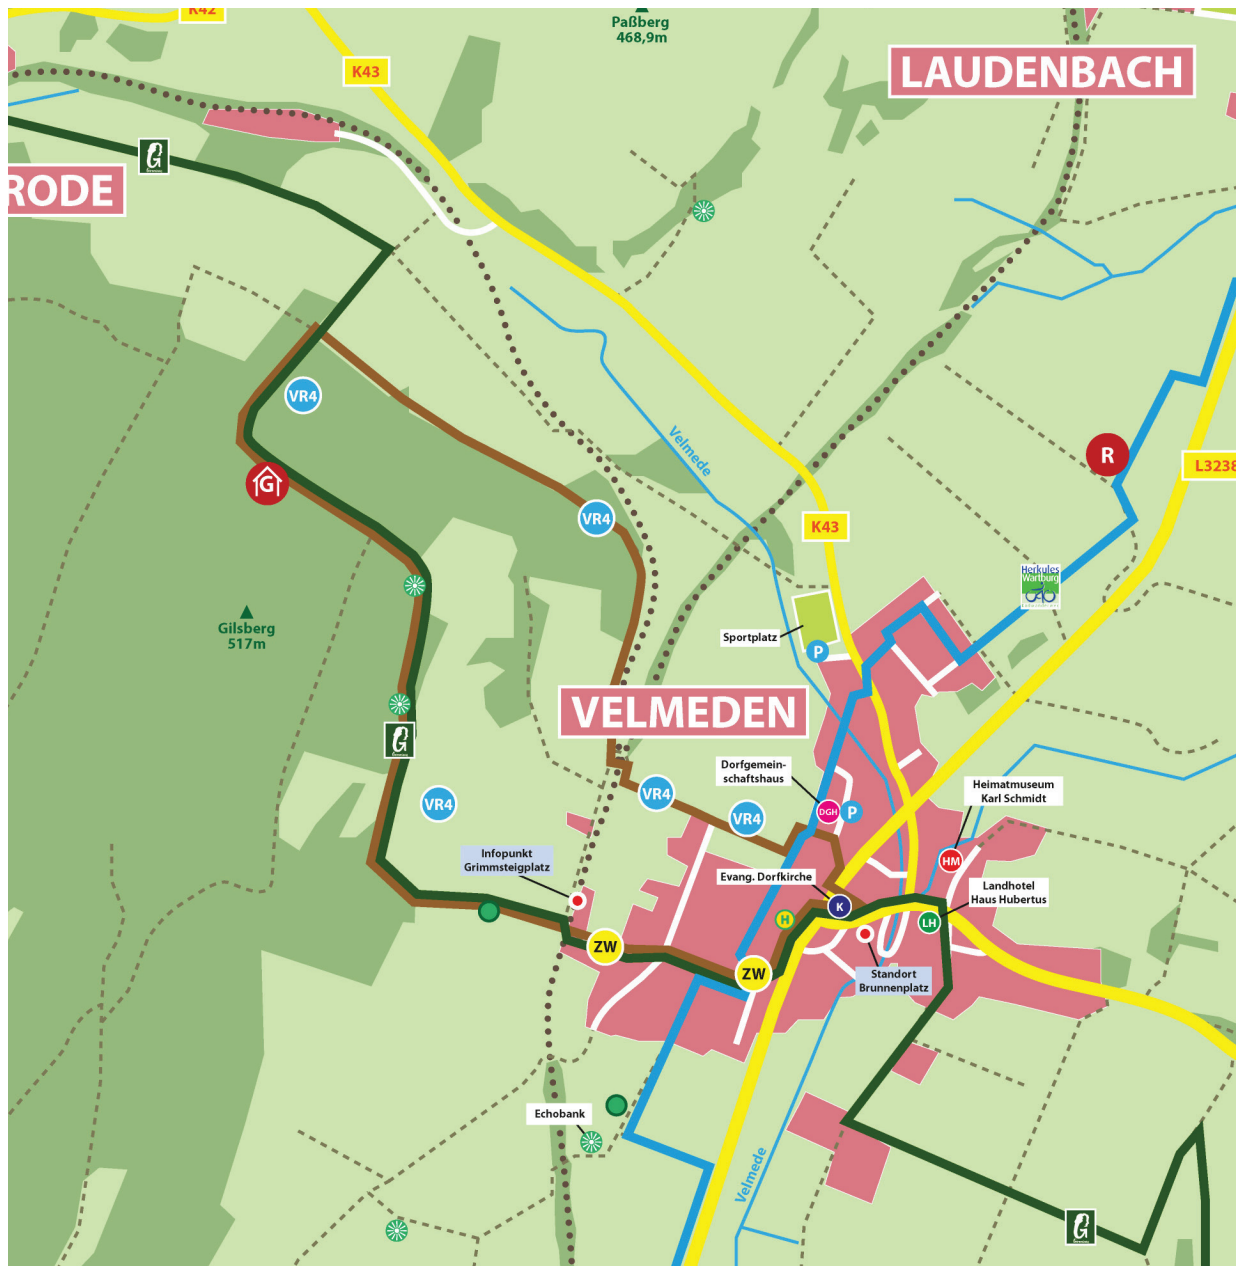 K42
Paßberg
468,9m
K43
LAUDENBACH
G
RODE
VR4
Velmede
R
L3238
G
VR4
K43
Herkules
Wartburg
Gilsberg
517m
Sportplatz
P
VELMEDEN
G
Dorfgemein-
schaftshaus
VR4
VR4
VR4
DGH
P
Heimatmuseum
Karl Schmidt
Infopunkt
Grimmsteigplatz
HM
Evang. Dorfkirche
Landhotel
Haus Hubertus
K
H
LH
ZW
ZW
Standort
Brunnenplatz
Echobank
Velmede
G